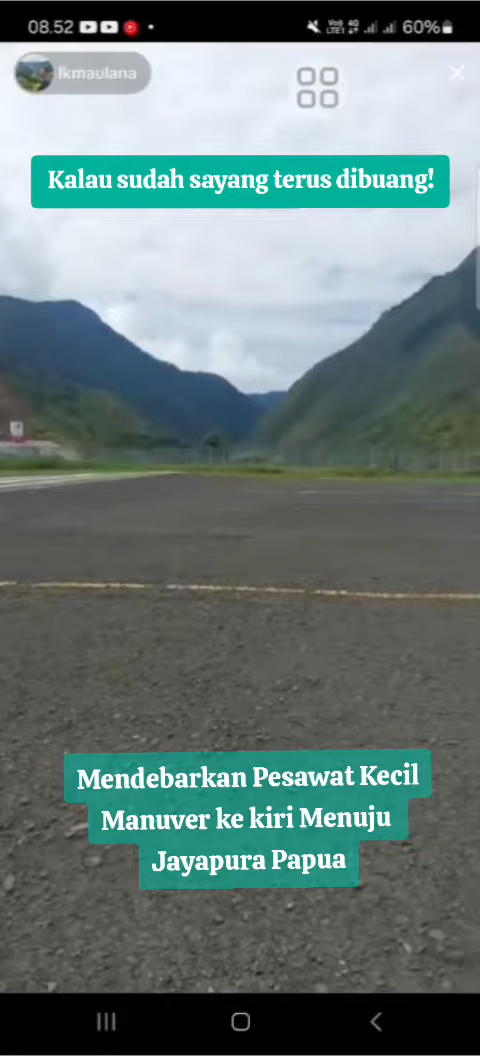 08.52
60%
lkmaulana
Kalau sudah sayang terus dibuang!
Mendebarkan Pesawat Kecil
Manuver ke kiri Menuju
Jayapura Papua